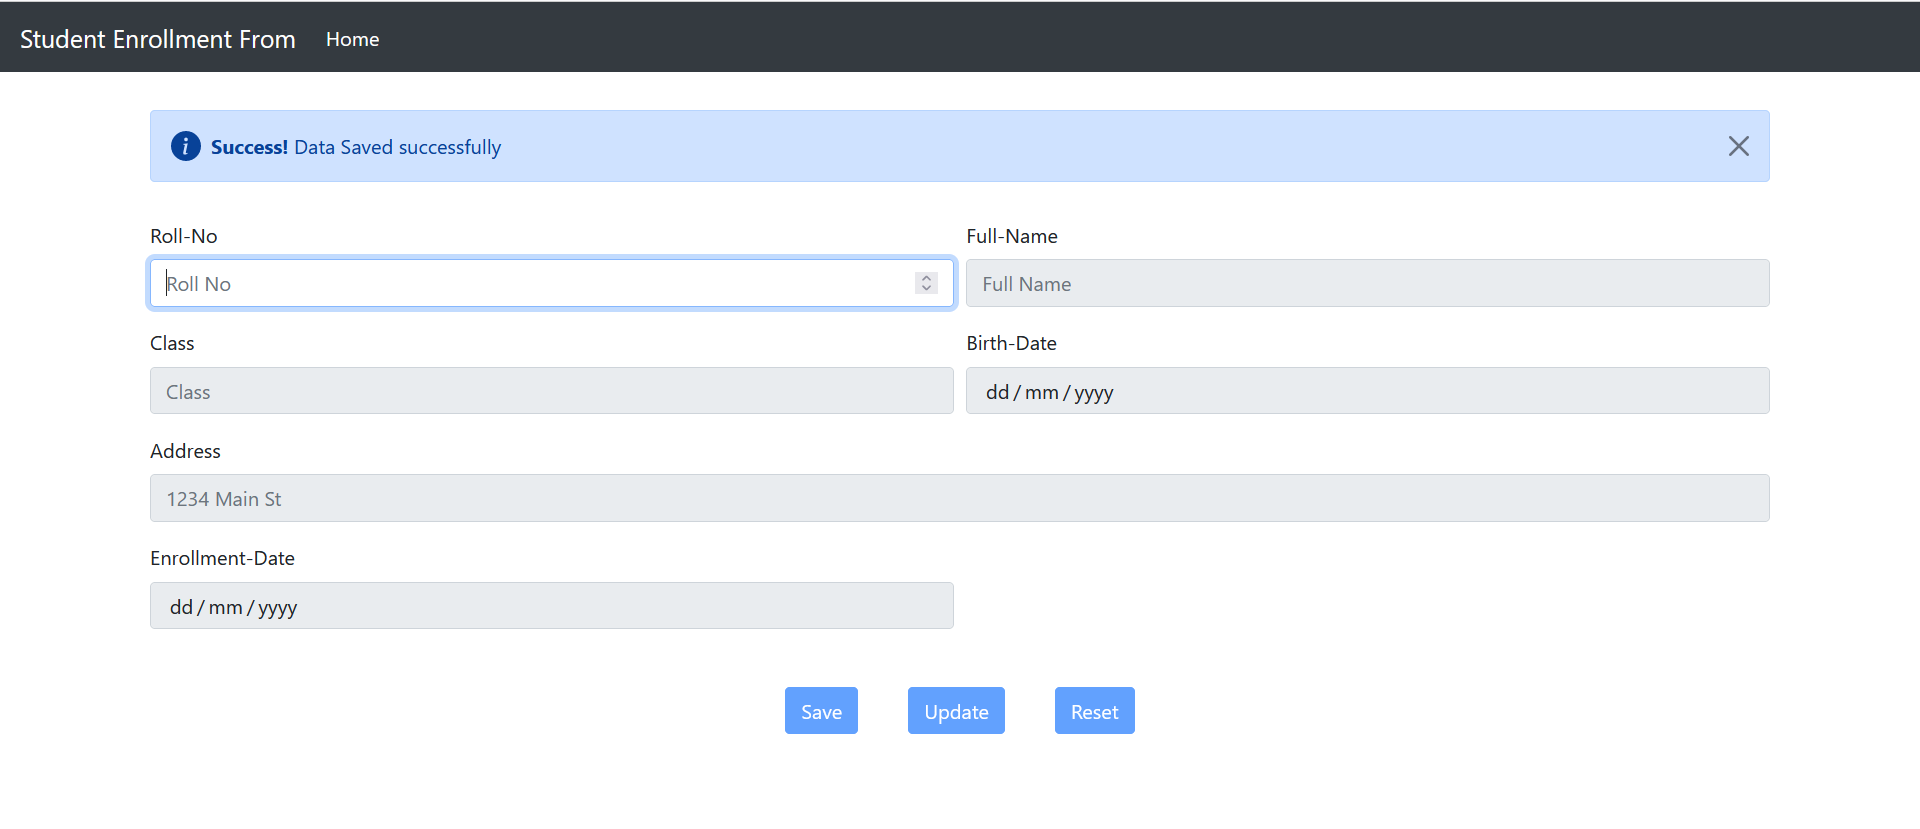 Student Enrollment From Home
Success! Data Saved successfully
Roll-No Full-Name
Roll No Full Name
Class Birth-Date
Class dd/mm/yyyy
Address
1234 Main St
Enrollment-Date
dd/mm/yyyy
Save Update Reset